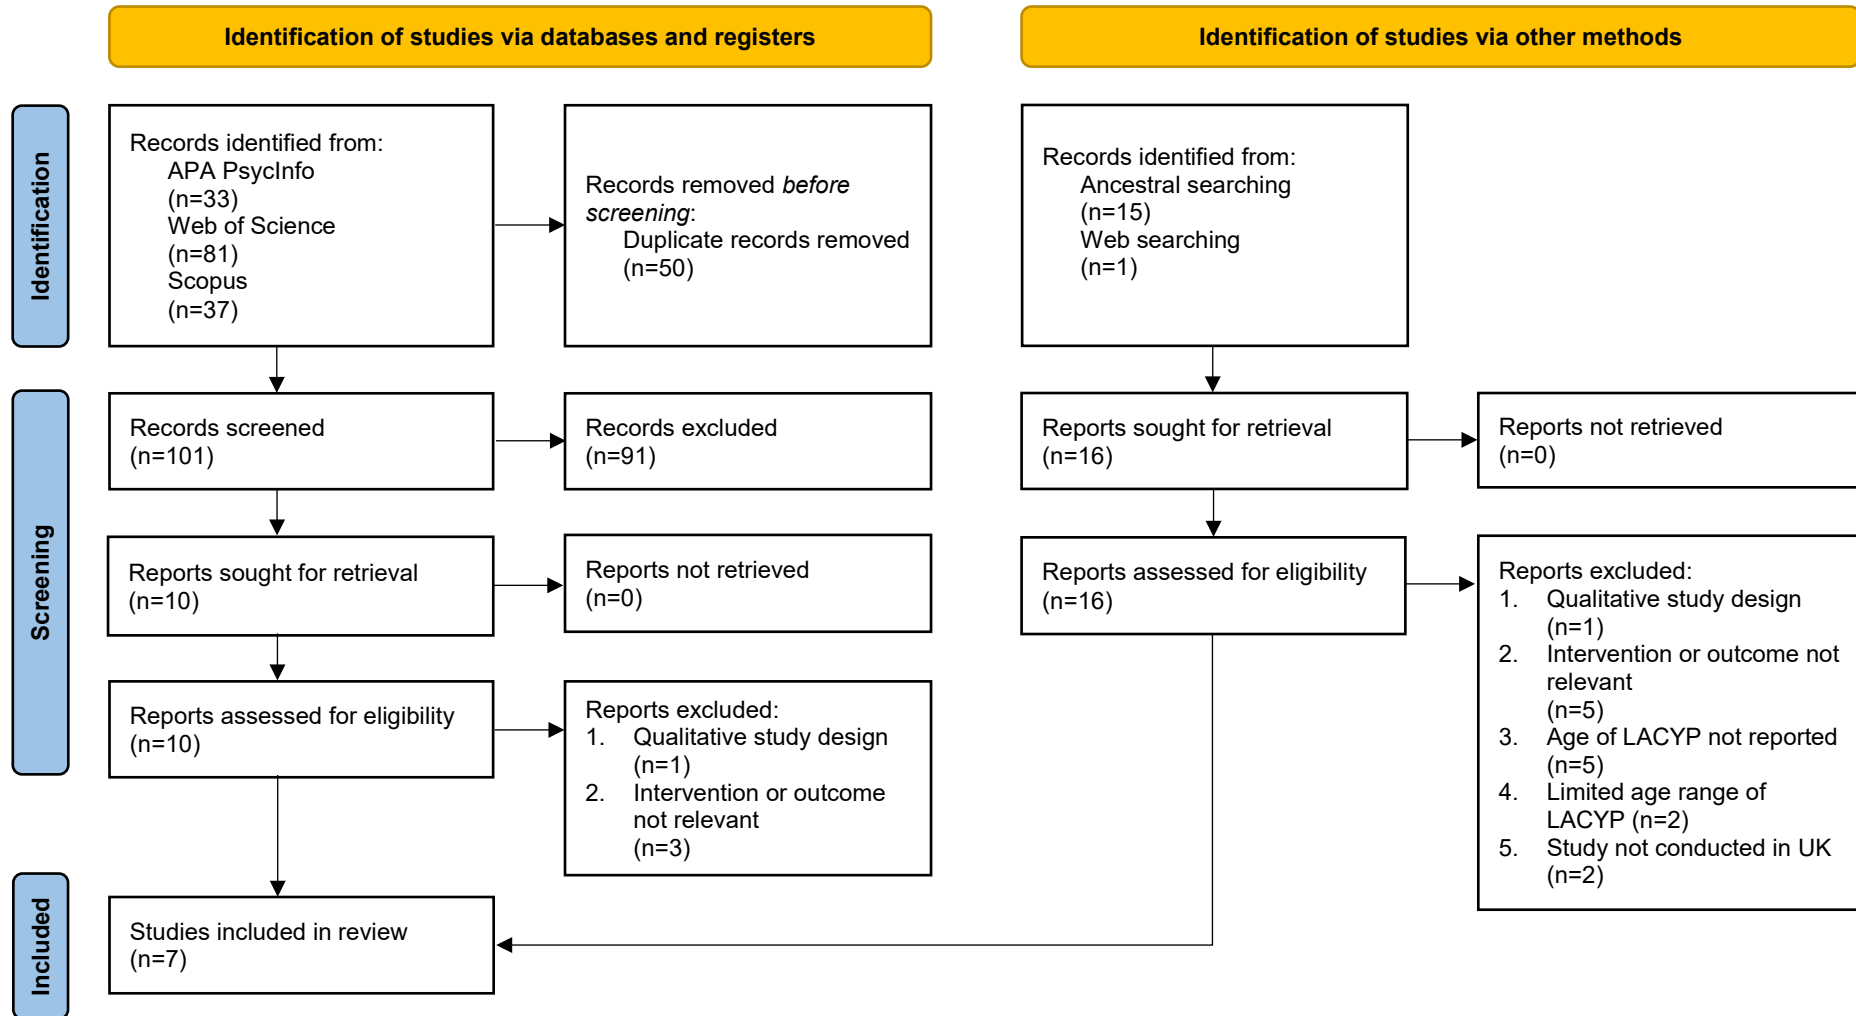 Identification of studies via databases and registers
Identification of studies via other methods
Identification
Records identified from:
APA PsycInfo
(n=33)
Web of Science
(n=81)
Scopus
(n=37)
Records removed before
screening:
Duplicate records removed
(n=50)
Records identified from:
Ancestral searching
(n=15)
Web searching
(n=1)
Screening
Records screened
(n=101)
Records excluded
(n=91)
Reports sought for retrieval
(n=16)
Reports not retrieved
(n=0)
Reports sought for retrieval
(n=10)
Reports not retrieved
(n=0)
Reports assessed for eligibility
(n=16)
Reports excluded:
1. Qualitative study design
(n=1)
2. Intervention or outcome not
relevant
(n=5)
3. Age of LACYP not reported
(n=5)
4. Limited age range of
LACYP (n=2)
5. Study not conducted in UK
(n=2)
Reports assessed for eligibility
(n=10)
Reports excluded:
1. Qualitative study design
(n=1)
2. Intervention or outcome
not relevant
(n=3)
Included
Studies included in review
(n=7)